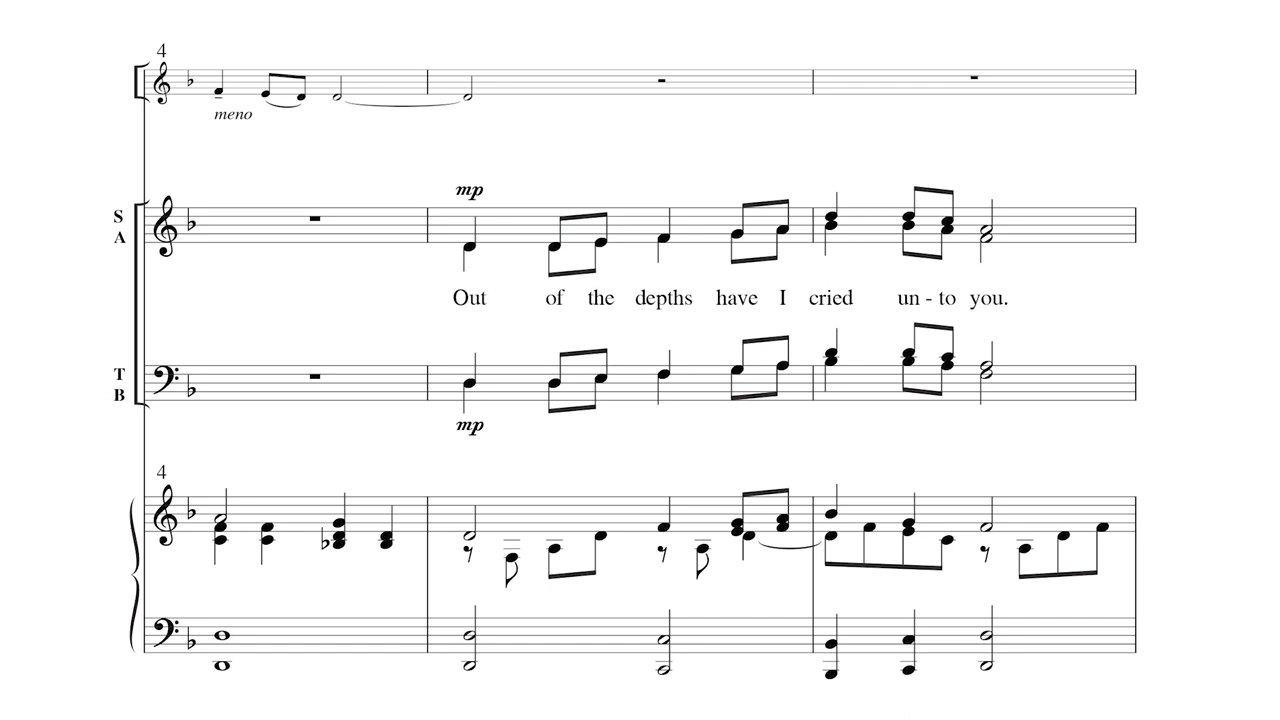 4
meno
mp
S
A
Out of the depths have I cried un - to you.
T
B
mp
4